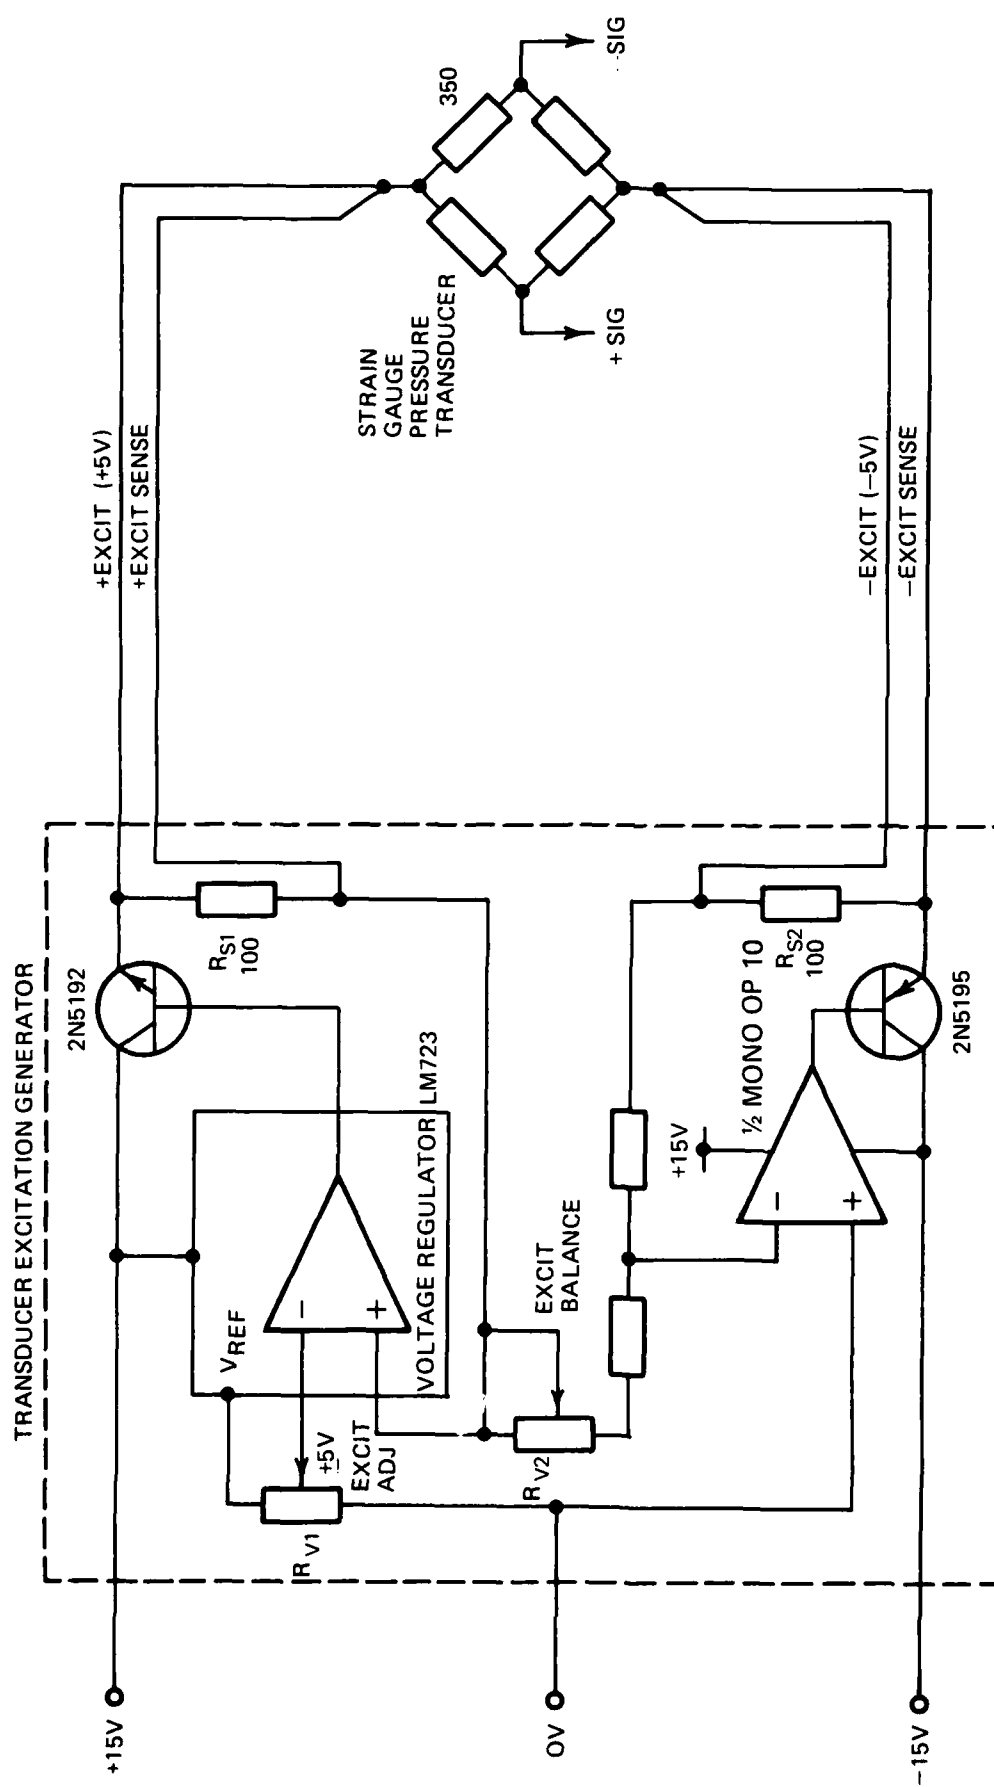 TRANSDUCER EXCITATION GENERATOR
+15V
0V
−15V
2N5192
R S1
100
VREF
VOLTAGE REGULATOR LM723
−
+
±5V
EXCIT
ADJ
R V1
R V2
EXCIT
BALANCE
+15V
½ MONO OP 10
−
+
R S2
100
2N5195
+EXCIT (+5V)
+EXCIT SENSE
−EXCIT (−5V)
−EXCIT SENSE
STRAIN
GAUGE
PRESSURE
TRANSDUCER
350
+ SIG
-SIG